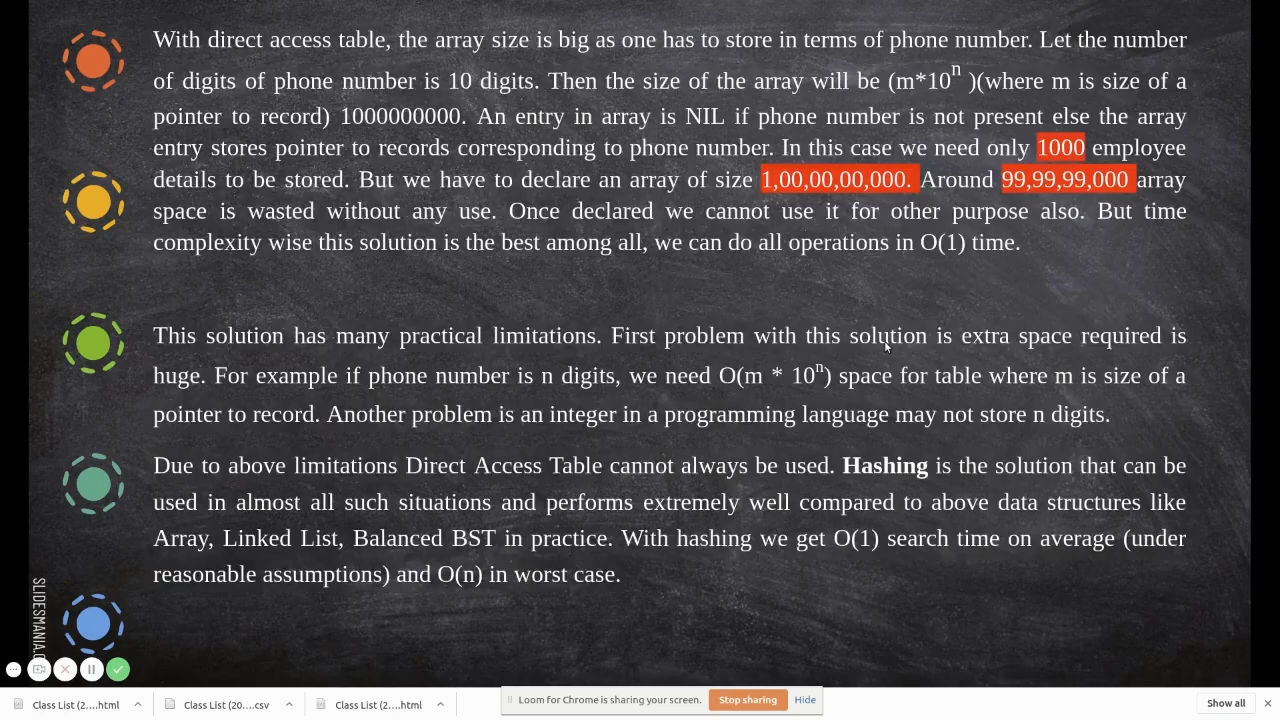 With direct access table, the array size is big as one has to store in terms of phone number. Let the number
of digits of phone number is 10 digits. Then the size of the array will be (m*10ⁿ )(where m is size of a
pointer to record) 1000000000. An entry in array is NIL if phone number is not present else the array
entry stores pointer to records corresponding to phone number. In this case we need only 1000 employee
details to be stored. But we have to declare an array of size 1,00,00,00,000. Around 99,99,99,000 array
space is wasted without any use. Once declared we cannot use it for other purpose also. But time
complexity wise this solution is the best among all, we can do all operations in O(1) time.
This solution has many practical limitations. First problem with this solution is extra space required is
huge. For example if phone number is n digits, we need O(m * 10ⁿ) space for table where m is size of a
pointer to record. Another problem is an integer in a programming language may not store n digits.
Due to above limitations Direct Access Table cannot always be used. Hashing is the solution that can be
used in almost all such situations and performs extremely well compared to above data structures like
Array, Linked List, Balanced BST in practice. With hashing we get O(1) search time on average (under
reasonable assumptions) and O(n) in worst case.
SLIDESMANIA.C
Class List (2....html
Class List (20....csv
Class List (2....html
Loom for Chrome is sharing your screen.
Stop sharing
Hide
Show all